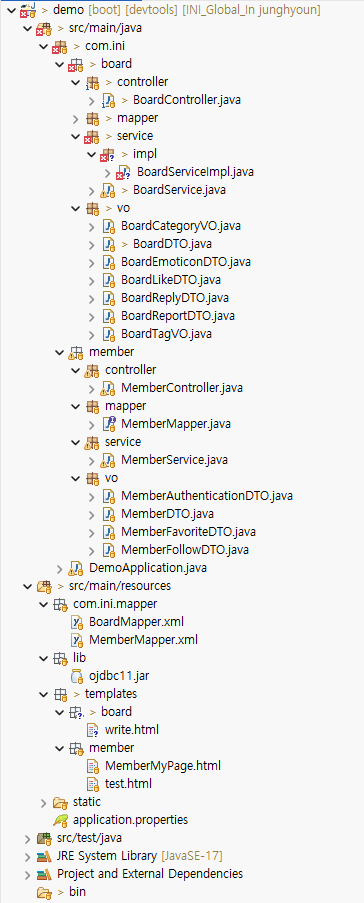 demo [boot] [devtools] [INI_Global_In junghyoun]
> src/main/java
> com.ini
> board
> controller
> BoardController.java
> mapper
> service
> impl
BoardServiceImpl.java
> BoardService.java
> vo
BoardCategoryVO.java
> BoardDTO.java
BoardEmoticonDTO.java
BoardLikeDTO.java
BoardReplyDTO.java
BoardReportDTO.java
BoardTagVO.java
member
controller
MemberController.java
mapper
MemberMapper.java
service
MemberService.java
vo
MemberAuthenticationDTO.java
MemberDTO.java
MemberFavoriteDTO.java
MemberFollowDTO.java
DemoApplication.java
> src/main/resources
com.ini.mapper
BoardMapper.xml
MemberMapper.xml
lib
ojdbc11.jar
> templates
> board
write.html
member
MemberMyPage.html
test.html
static
application.properties
src/test/java
JRE System Library [JavaSE-17]
Project and External Dependencies
> bin